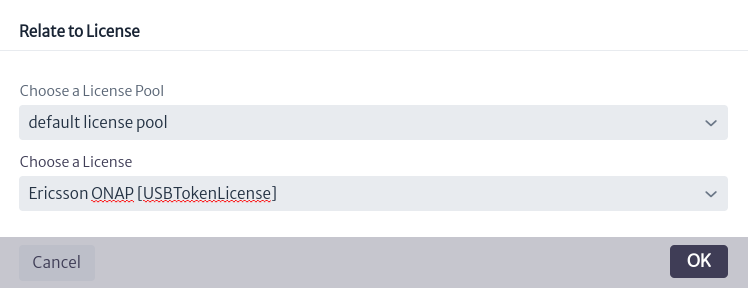 Relate to License
Choose a License Pool
default license pool
Choose a License
Ericsson ONAP [USBTokenLicense]
Cancel
OK